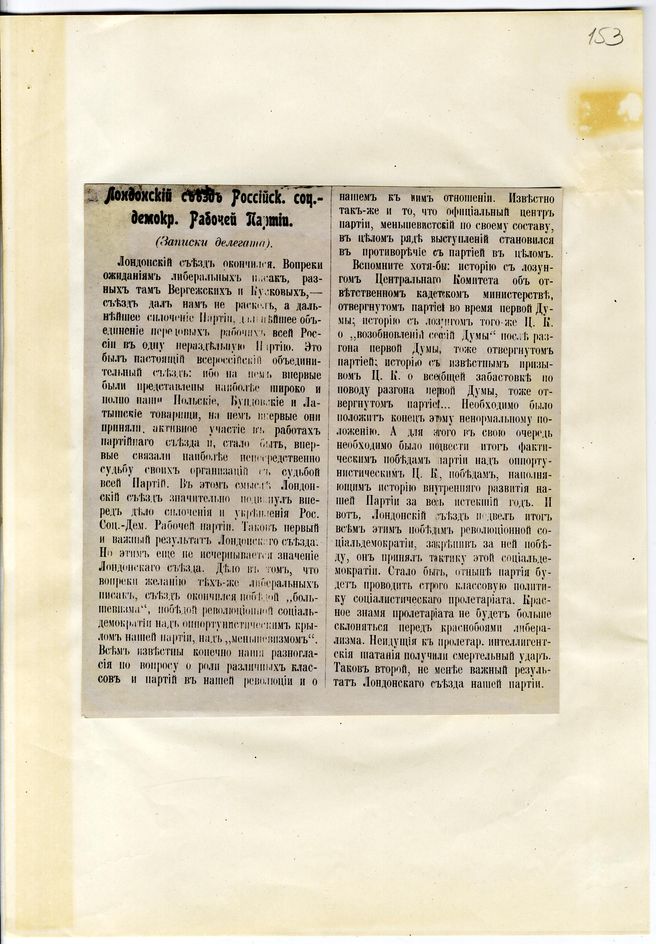 153
Лондонскій съѣздъ Россійск. соц.-
демокр. Рабочей Партіи.
(Записки делегата).
Лондонскій съѣздъ окончился. Вопреки
ожиданіямъ либеральныхъ писакъ, раз-
ныхъ тамъ Вергежскихъ и Кусковыхъ,—
съѣздъ далъ намъ не расколъ, а даль-
нѣйшее сплоченіе Партіи, дальнѣйшее объ-
единеніе передовыхъ рабочихъ всей Рос-
сіи въ одну нераздѣльную Партію. Это
былъ настоящій всероссійскій объедини-
тельный съѣздъ: ибо на немъ впервые
были представлены наиболѣе широко и
полно наши Польскіе, Бундовскіе и Ла-
тышскіе товарищи, на немъ впервые они
приняли активное участіе въ работахъ
партійнаго съѣзда и, стало быть, впер-
вые связали наиболѣе непосредственно
судьбу своихъ организацій съ судьбой
всей Партіи. Въ этомъ смыслѣ Лондон-
скій съѣздъ значительно подвинулъ впе-
редъ дѣло сплоченія и укрѣпленія Рос.
Соц.-Дем. Рабочей партіи. Таковъ первый
и важный результатъ Лондонскаго съѣзда.
Но этимъ еще не исчерпывается значеніе
Лондонскаго съѣзда. Дѣло въ томъ, что
вопреки желанію тѣхъ-же либеральныхъ
писакъ, съѣздъ окончился побѣдой „боль-
шевизма“, побѣдой революціонной соціаль-
демократіи надъ оппортунистическимъ кры-
ломъ нашей партіи, надъ „меньшевизмомъ“.
Всѣмъ извѣстны конечно наши разногла-
сія по вопросу о роли различныхъ клас-
совъ и партій въ нашей революціи и о
нашемъ къ нимъ отношеніи. Извѣстно
такъ-же и то, что офиціальный центръ
партіи, меньшевистскій по своему составу,
въ цѣломъ рядѣ выступленій становился
въ противорѣчіе съ партіей въ цѣломъ.
Вспомните хотя-бы: исторію съ лозун-
гомъ Центральнаго Комитета объ от-
вѣтственномъ кадетскомъ министерствѣ,
отвергнутомъ партіей во время первой Ду-
мы; исторію съ лозунгомъ того-же Ц. К.
о „возобновленіи сессій Думы“ послѣ раз-
гона первой Думы, тоже отвергнутомъ
партіей; исторію съ извѣстнымъ призы-
вомъ Ц. К. о всеобщей забастовкѣ по
поводу разгона первой Думы, тоже от-
вергнутомъ партіей... Необходимо было
положить конецъ этому ненормальному по-
ложенію. А для этого въ свою очередь
необходимо было подвести итогъ фактиче-
ческимъ побѣдамъ партіи надъ оппорту-
нистическимъ Ц. К, побѣдамъ, наполня-
ющимъ исторію внутренняго развитія на-
шей Партіи за весь истекшій годъ. И
вотъ, Лондонскій съѣздъ подвелъ итогъ
всѣмъ этимъ побѣдамъ революціонной со-
ціальдемократіи, закрѣпивъ за ней побѣ-
ду, онъ принялъ тактику этой соціальде-
мократіи. Стало быть, отнынѣ партія бу-
детъ проводить строго классовую полити-
ку соціалистическаго пролетаріата. Крас-
ное знамя пролетаріата не будетъ больше
склоняться передъ краснобоями либера-
лизма. Неидущія къ пролетар. интеллигент-
скія шатанія получили смертельный ударъ.
Таковъ второй, не менѣе важный резуль-
татъ Лондонскаго съѣзда нашей партіи.